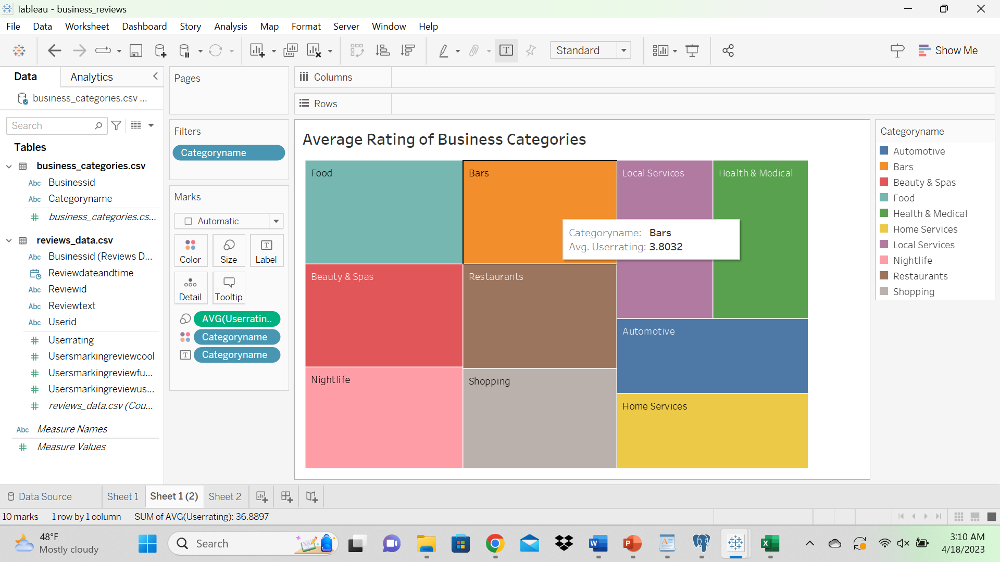 Tableau - business_reviews
File Data Worksheet Dashboard Story Analysis Map Format Server Window Help
Standard
Show Me
Data Analytics
business_categories.csv ...
Search
Tables
business_categories.csv
Abc Businessid
Abc Categoryname
# business_categories.cs...
reviews_data.csv
Abc Businessid (Reviews D...
Reviewdateandtime
Abc Reviewid
Abc Reviewtext
Abc Userid
# Userrating
# Usersmarkingreviewcool
# Usersmarkingreviewfu...
# Usersmarkingreviewus...
# reviews_data.csv (Cou...
Abc Measure Names
# Measure Values
Pages
Filters
Categoryname
Marks
Automatic
Color Size Label
Detail Tooltip
AVG(Userratin..
Categoryname
T Categoryname
Columns
Rows
Average Rating of Business Categories
Food
Bars
Local Services
Health & Medical
Categoryname: Bars
Avg. Userrating: 3.8032
Beauty & Spas
Restaurants
Automotive
Nightlife
Shopping
Home Services
Categoryname
Automotive
Bars
Beauty & Spas
Food
Health & Medical
Home Services
Local Services
Nightlife
Restaurants
Shopping
Data Source Sheet 1 Sheet 1 (2) Sheet 2
10 marks 1 row by 1 column SUM of AVG(Userrating): 36.8897
48°F
Mostly cloudy
Search
3:10 AM
4/18/2023